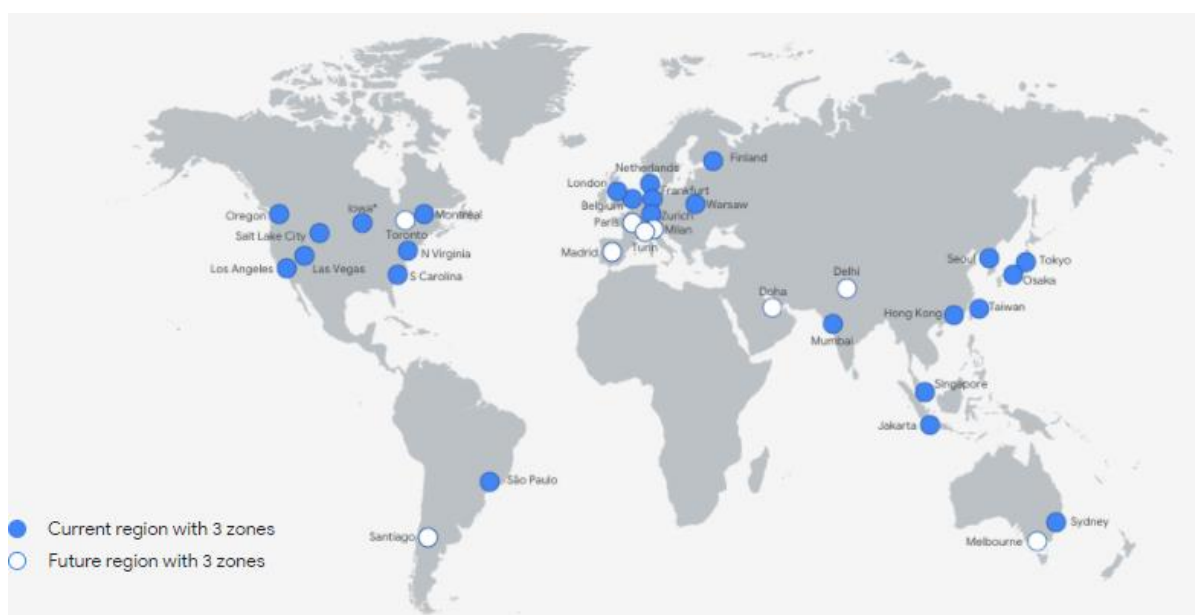 Finland
Netherlands
London
Frankfurt
Belgium
Warsaw
Oregon
Iowa*
Montréal
Paris
Zurich
Salt Lake City
Toronto
Milan
Turin
Madrid
N Virginia
Los Angeles
Las Vegas
S Carolina
Seoul
Tokyo
Osaka
Delhi
Doha
Hong Kong
Taiwan
Mumbai
Singapore
Jakarta
São Paulo
Sydney
Santiago
Melbourne
Current region with 3 zones
Future region with 3 zones